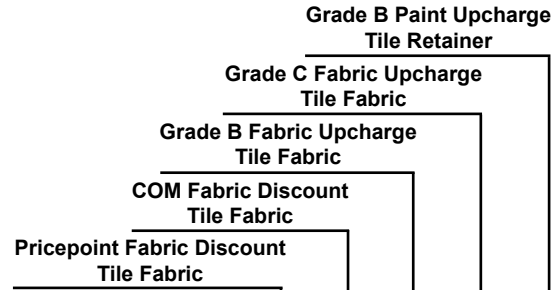 Grade B Paint Upcharge
Tile Retainer
Grade C Fabric Upcharge
Tile Fabric
Grade B Fabric Upcharge
Tile Fabric
COM Fabric Discount
Tile Fabric
Pricepoint Fabric Discount
Tile Fabric